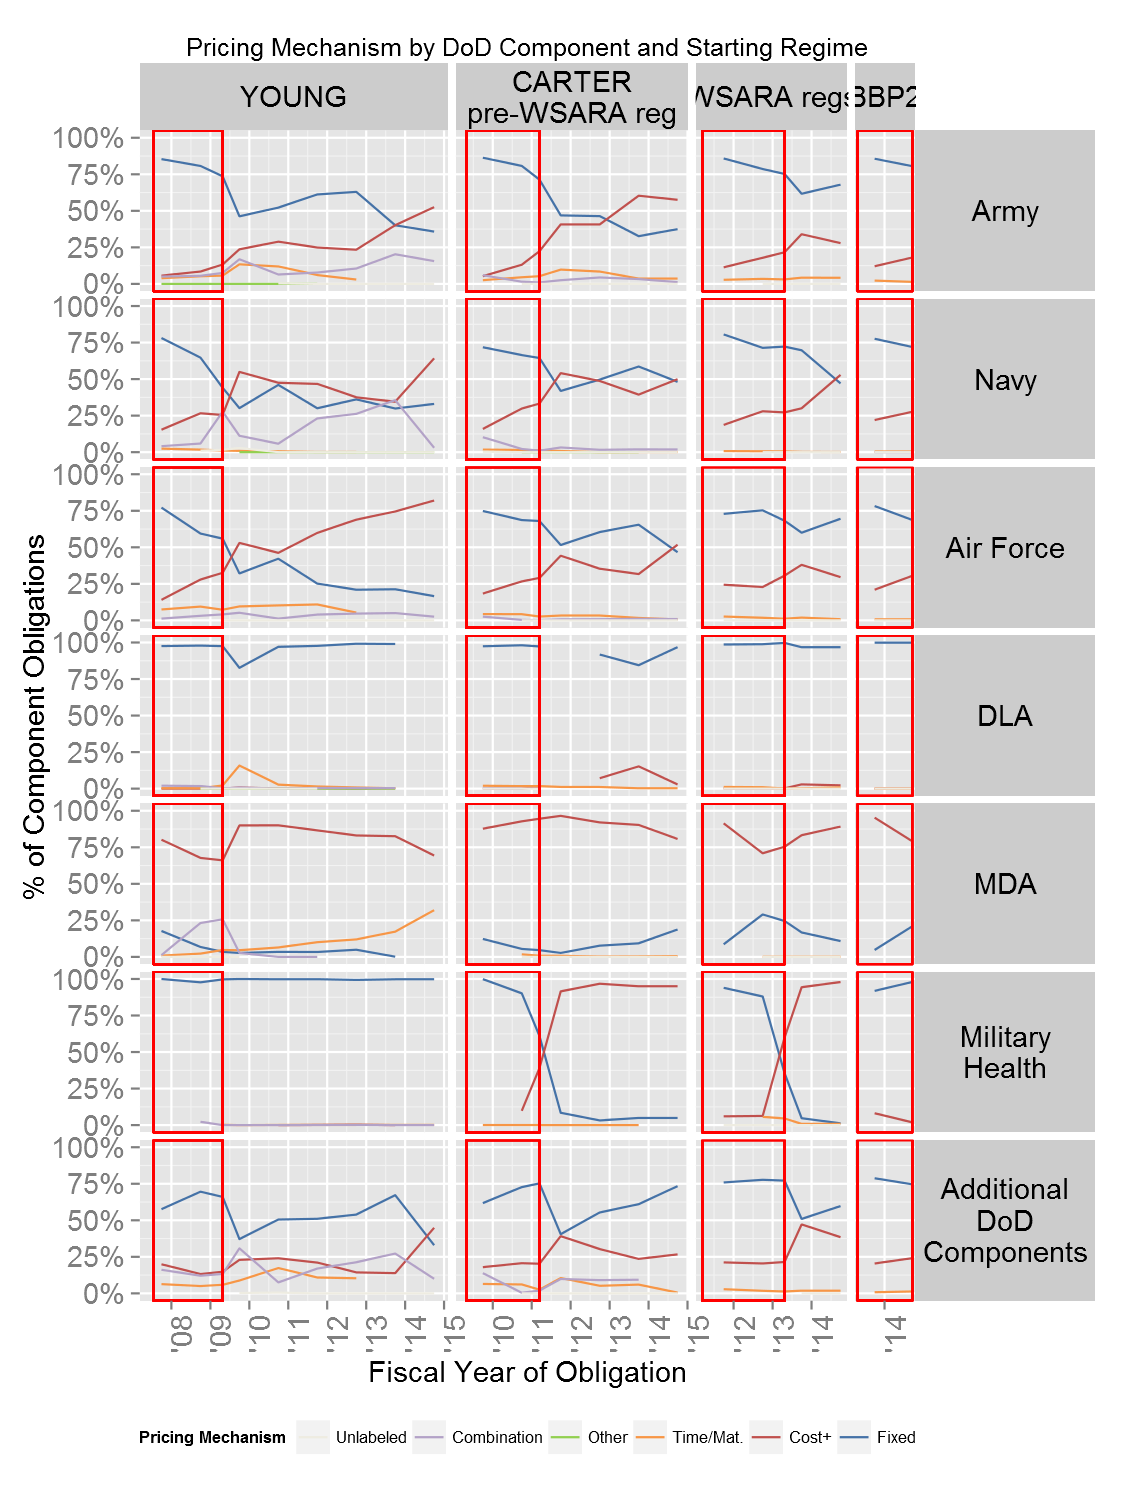 Pricing Mechanism by DoD Component and Starting Regime
YOUNG
CARTER
pre-WSARA reg
WSARA regs
BBP2
100%
75%
50%
25%
0%
Army
100%
75%
50%
25%
0%
Navy
100%
75%
50%
25%
0%
Air Force
100%
75%
50%
25%
0%
DLA
100%
75%
50%
25%
0%
MDA
100%
75%
50%
25%
0%
Military
Health
100%
75%
50%
25%
0%
Additional
DoD
Components
% of Component Obligations
'08 '09 '10 '11 '12 '13 '14 '15
'10 '11 '12 '13 '14 '15
'12 '13 '14
'14
Fiscal Year of Obligation
Pricing Mechanism Unlabeled Combination Other Time/Mat. Cost+ Fixed